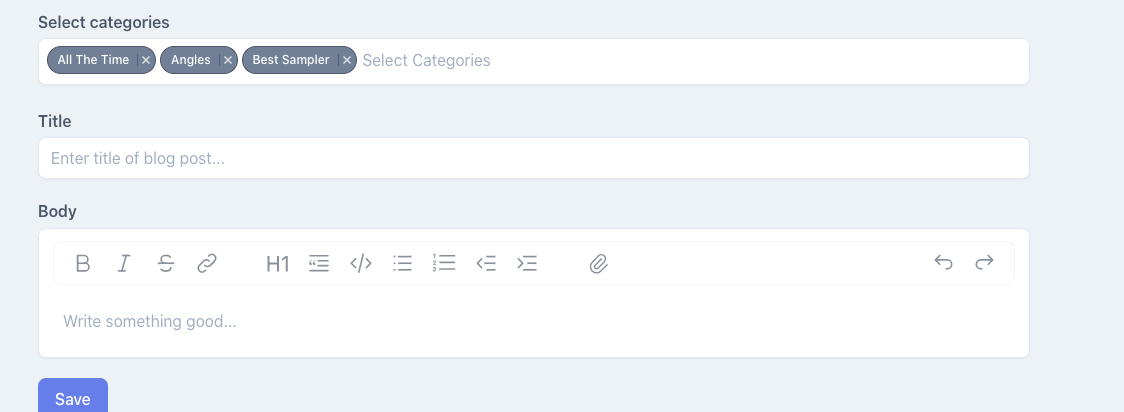 Select categories
All The Time Angles Best Sampler Select Categories
Title
Enter title of blog post...
Body
B I S H1
Write something good...
Save